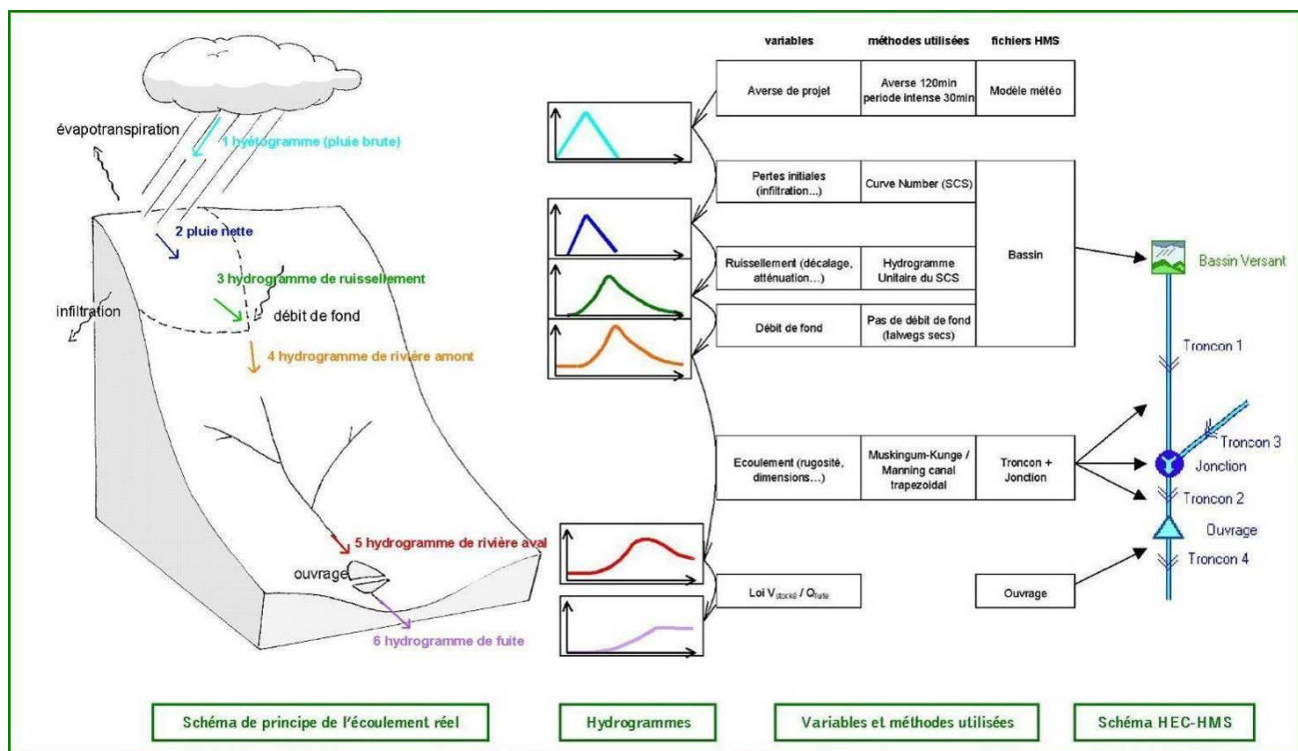 variables
méthodes utilisées
fichiers HMS
Averse de projet
Averse 120min
periode intense 30min
Modèle météo
évapotranspiration
1 hyétogramme (pluie brute)
Pertes initiales
(infiltration...)
Curve Number (SCS)
2 pluie nette
Bassin
Bassin Versant
3 hydrogramme de ruissellement
Ruissellement (décalage,
atténuation...)
Hydrogramme
Unitaire du SCS
infiltration
débit de fond
Débit de fond
Pas de débit de fond
(talwegs secs)
4 hydrogramme de rivière amont
Troncon 1
Troncon 3
Ecoulement (rugosité,
dimensions...)
Muskingum-Kunge /
Manning canal
trapezoidal
Troncon +
Jonction
Jonction
Troncon 2
Ouvrage
5 hydrogramme de rivière aval
Troncon 4
ouvrage
Loi Vstocké / Qfuite
Ouvrage
6 hydrogramme de fuite
Schéma de principe de l'écoulement réel
Hydrogrammes
Variables et méthodes utilisées
Schéma HEC-HMS